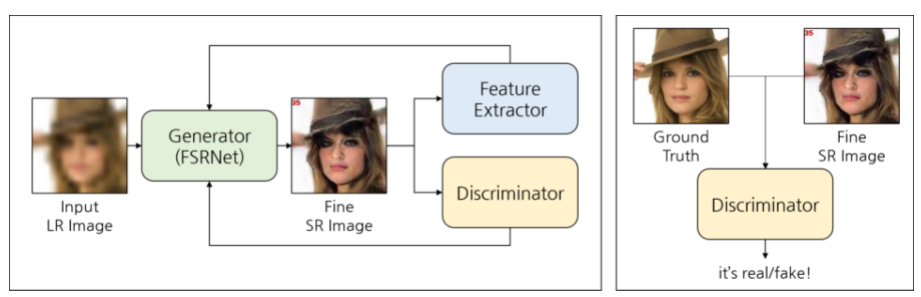 Generator
(FSRNet)
Feature
Extractor
Discriminator
Input
LR Image
35
Fine
SR Image
35
Ground
Truth
Fine
SR Image
Discriminator
it's real/fake!